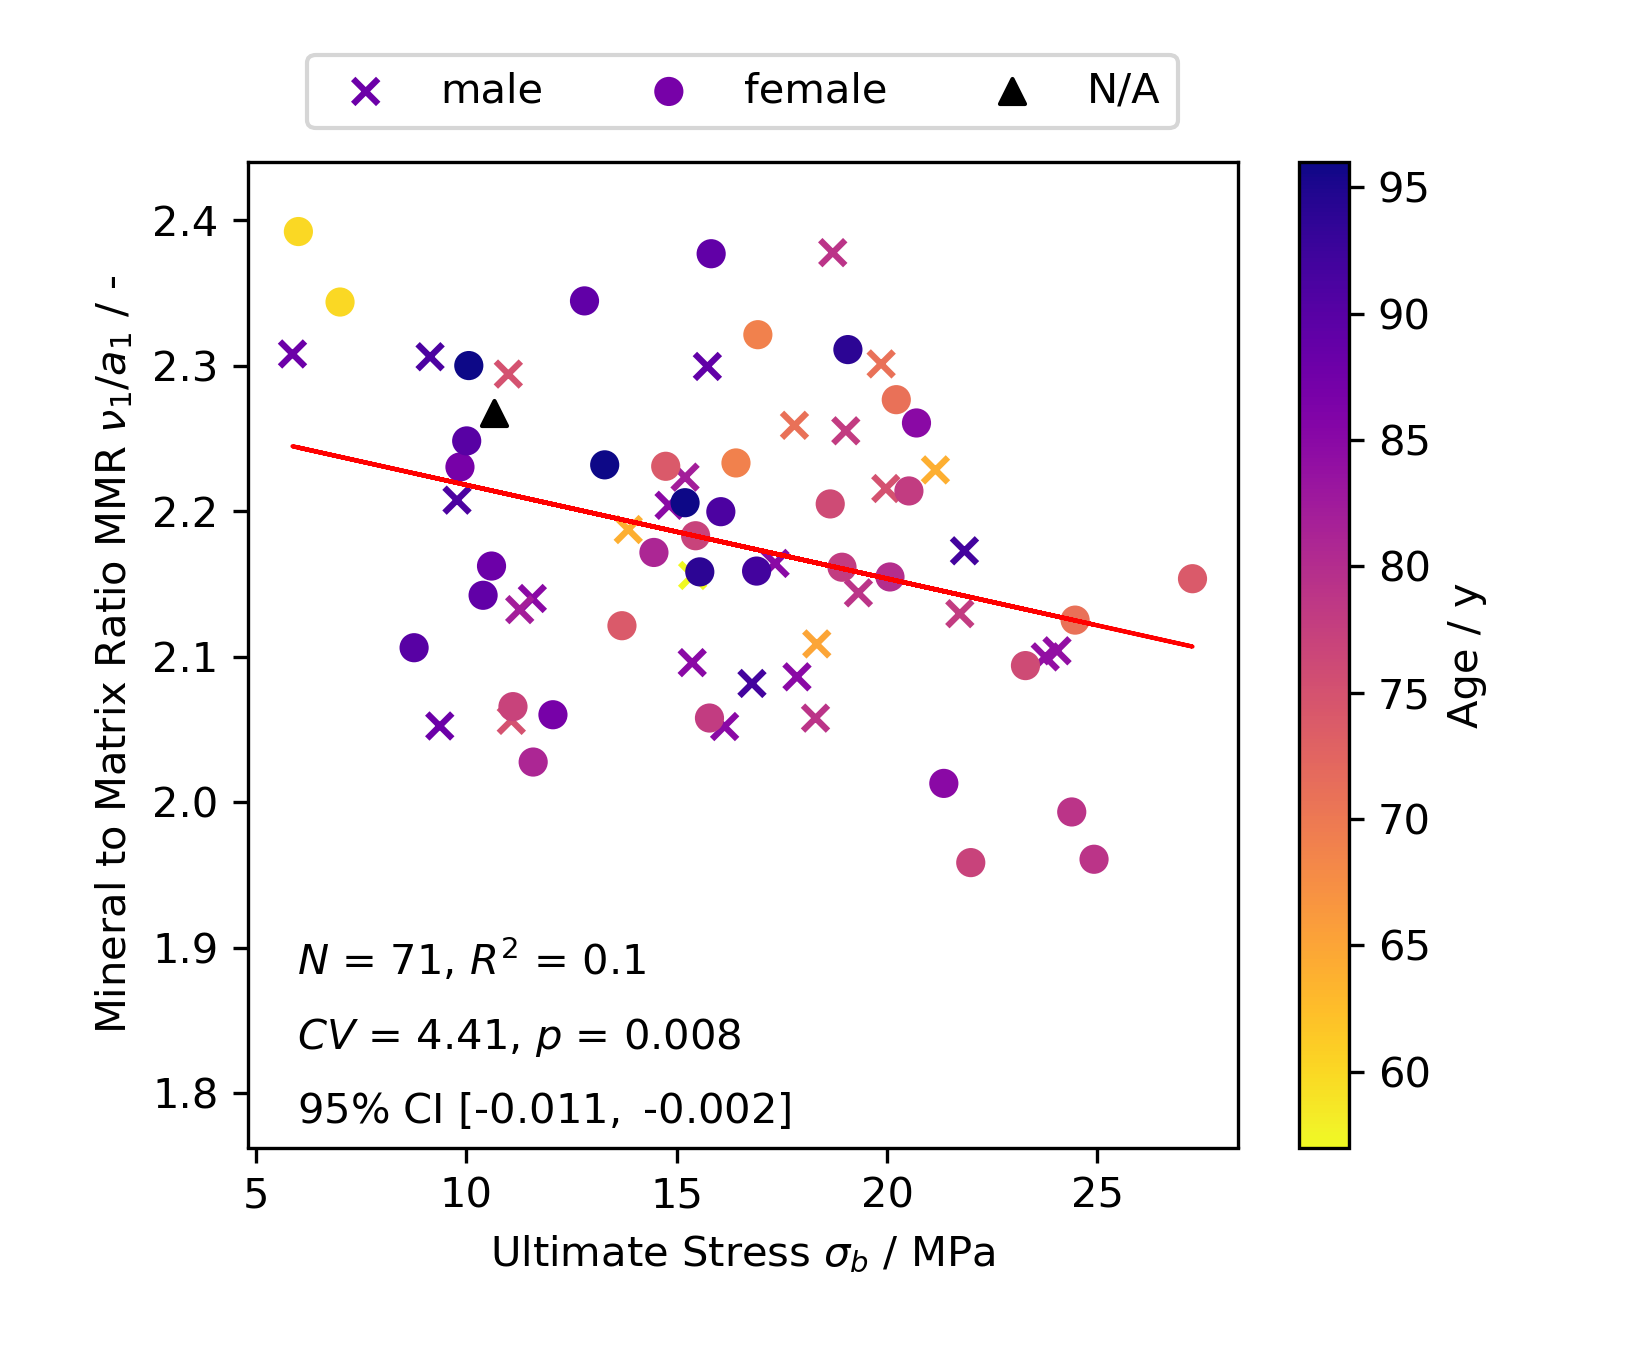 male female N/A
2.4
2.3
2.2
2.1
2.0
1.9
1.8
Mineral to Matrix Ratio MMR ν₁/a₁ / -
N = 71, R² = 0.1
CV = 4.41, p = 0.008
95% CI [-0.011, -0.002]
5 10 15 20 25
Ultimate Stress σ_b / MPa
95
90
85
80
75
70
65
60
Age / y